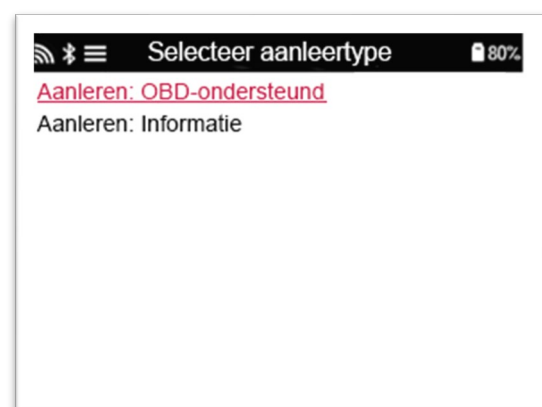 Selecteer aanleertype 80%
Aanleren: OBD-ondersteund
Aanleren: Informatie